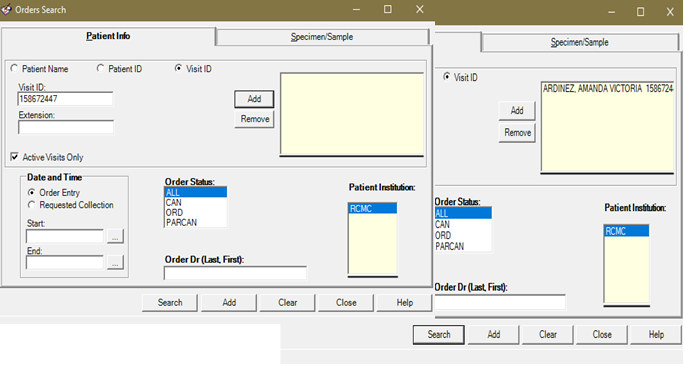 Orders Search
Patient Info
Specimen/Sample
Patient Name
Patient ID
Visit ID
Visit ID:
158672447
Extension:
Add
Remove
Active Visits Only
Date and Time
Order Entry
Requested Collection
Start:
...
End:
...
Order Status:
ALL
CAN
ORD
PARCAN
Patient Institution:
RCMC
Order Dr (Last, First):
Search
Add
Clear
Close
Help
Specimen/Sample
Visit ID
Add
Remove
ARDINEZ, AMANDA VICTORIA 1586724
Order Status:
ALL
CAN
ORD
PARCAN
Patient Institution:
RCMC
Order Dr (Last, First):
Search
Add
Clear
Close
Help